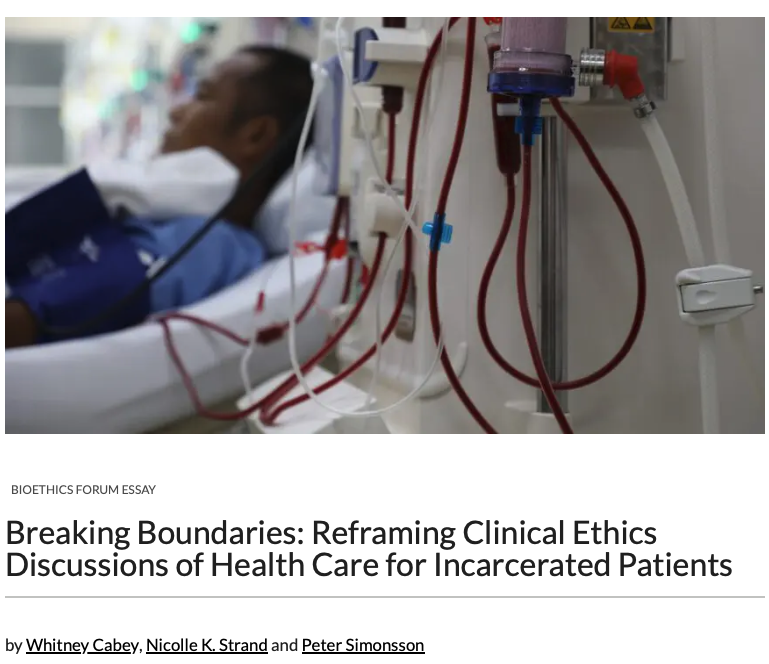 BIOETHICS FORUM ESSAY
Breaking Boundaries: Reframing Clinical Ethics
Discussions of Health Care for Incarcerated Patients
by Whitney Cabey, Nicolle K. Strand and Peter Simonsson